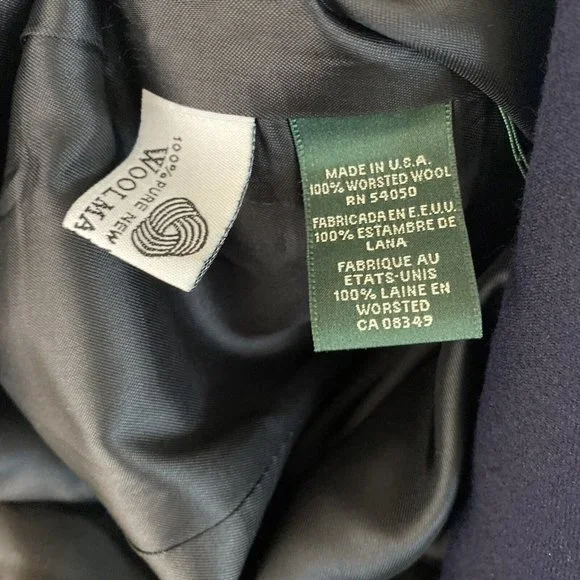 100% PURE NEW
WOOLMA
MADE IN U.S.A.
100% WORSTED WOOL
RN 54050
FABRICADA EN E.E.U.U.
100% ESTAMBRE DE
LANA
FABRIQUE AU
ETATS-UNIS
100% LAINE EN
WORSTED
CA 08349